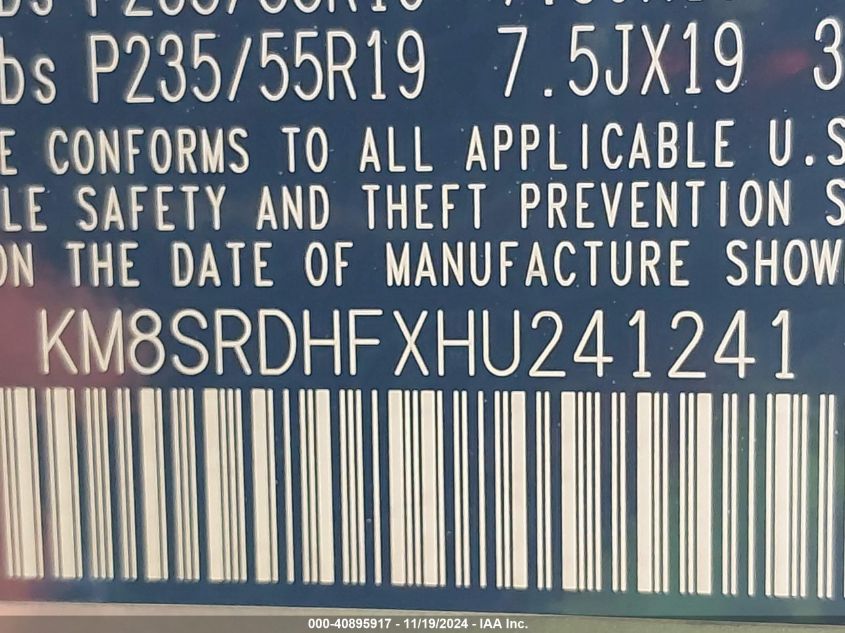 bs P235/55R19 7.5JX19 3
E CONFORMS TO ALL APPLICABLE U.S
LE SAFETY AND THEFT PREVENTION S
ON THE DATE OF MANUFACTURE SHOW
KM8SRDHFXHU241241
000-40895917 - 11/19/2024 - IAA Inc.